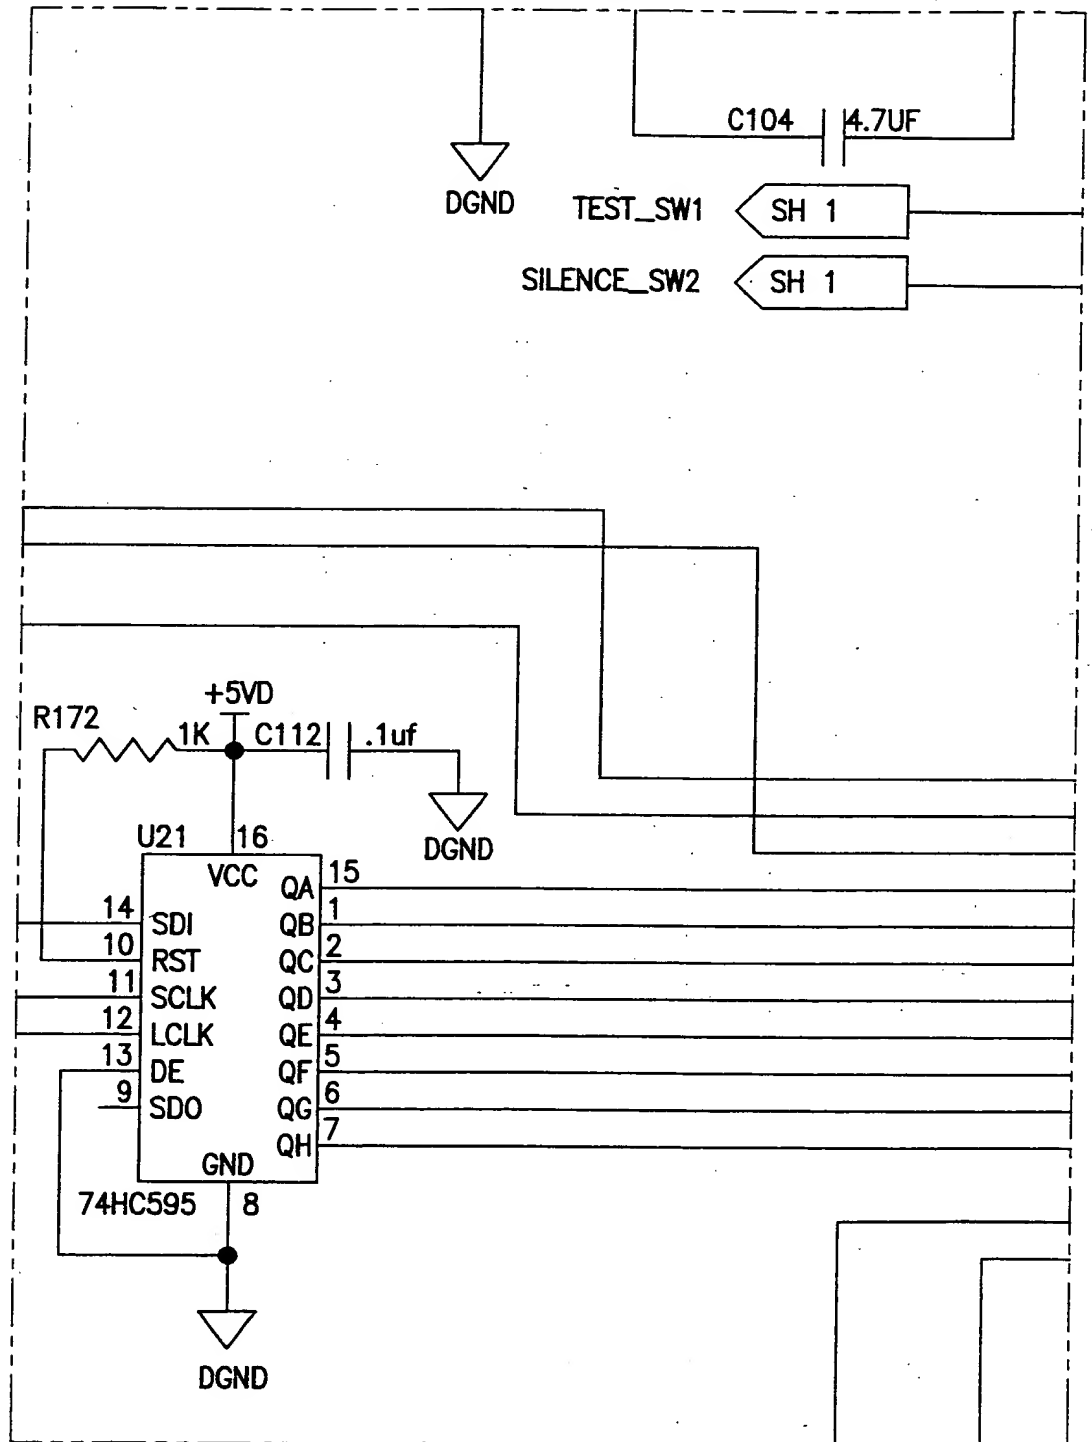 C104 4.7UF
DGND
TEST_SW1 SH 1
SILENCE_SW2 SH 1
+5VD
R172 1K C112 .1uf
DGND
U21 16
VCC
QA 15
14 SDI QB 1
10 RST QC 2
11 SCLK QD 3
12 LCLK QE 4
13 DE QF 5
9 SDO QG 6
QH 7
GND
74HC595 8
DGND